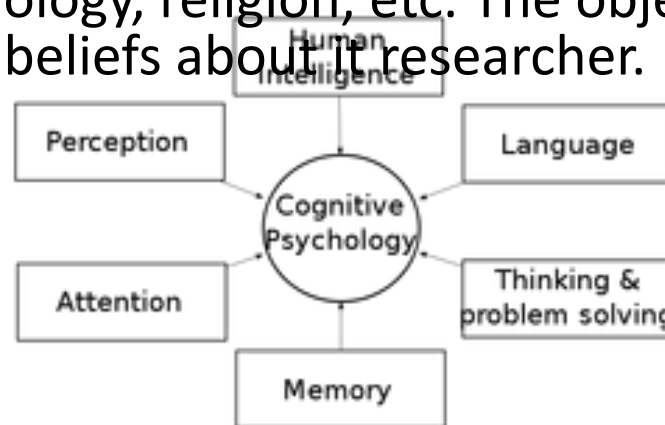 ology, religion, etc. The obje
beliefs about it researcher.
Human
Intelligence
Perception
Language
Cognitive
Psychology
Attention
Thinking &
problem solving
Memory